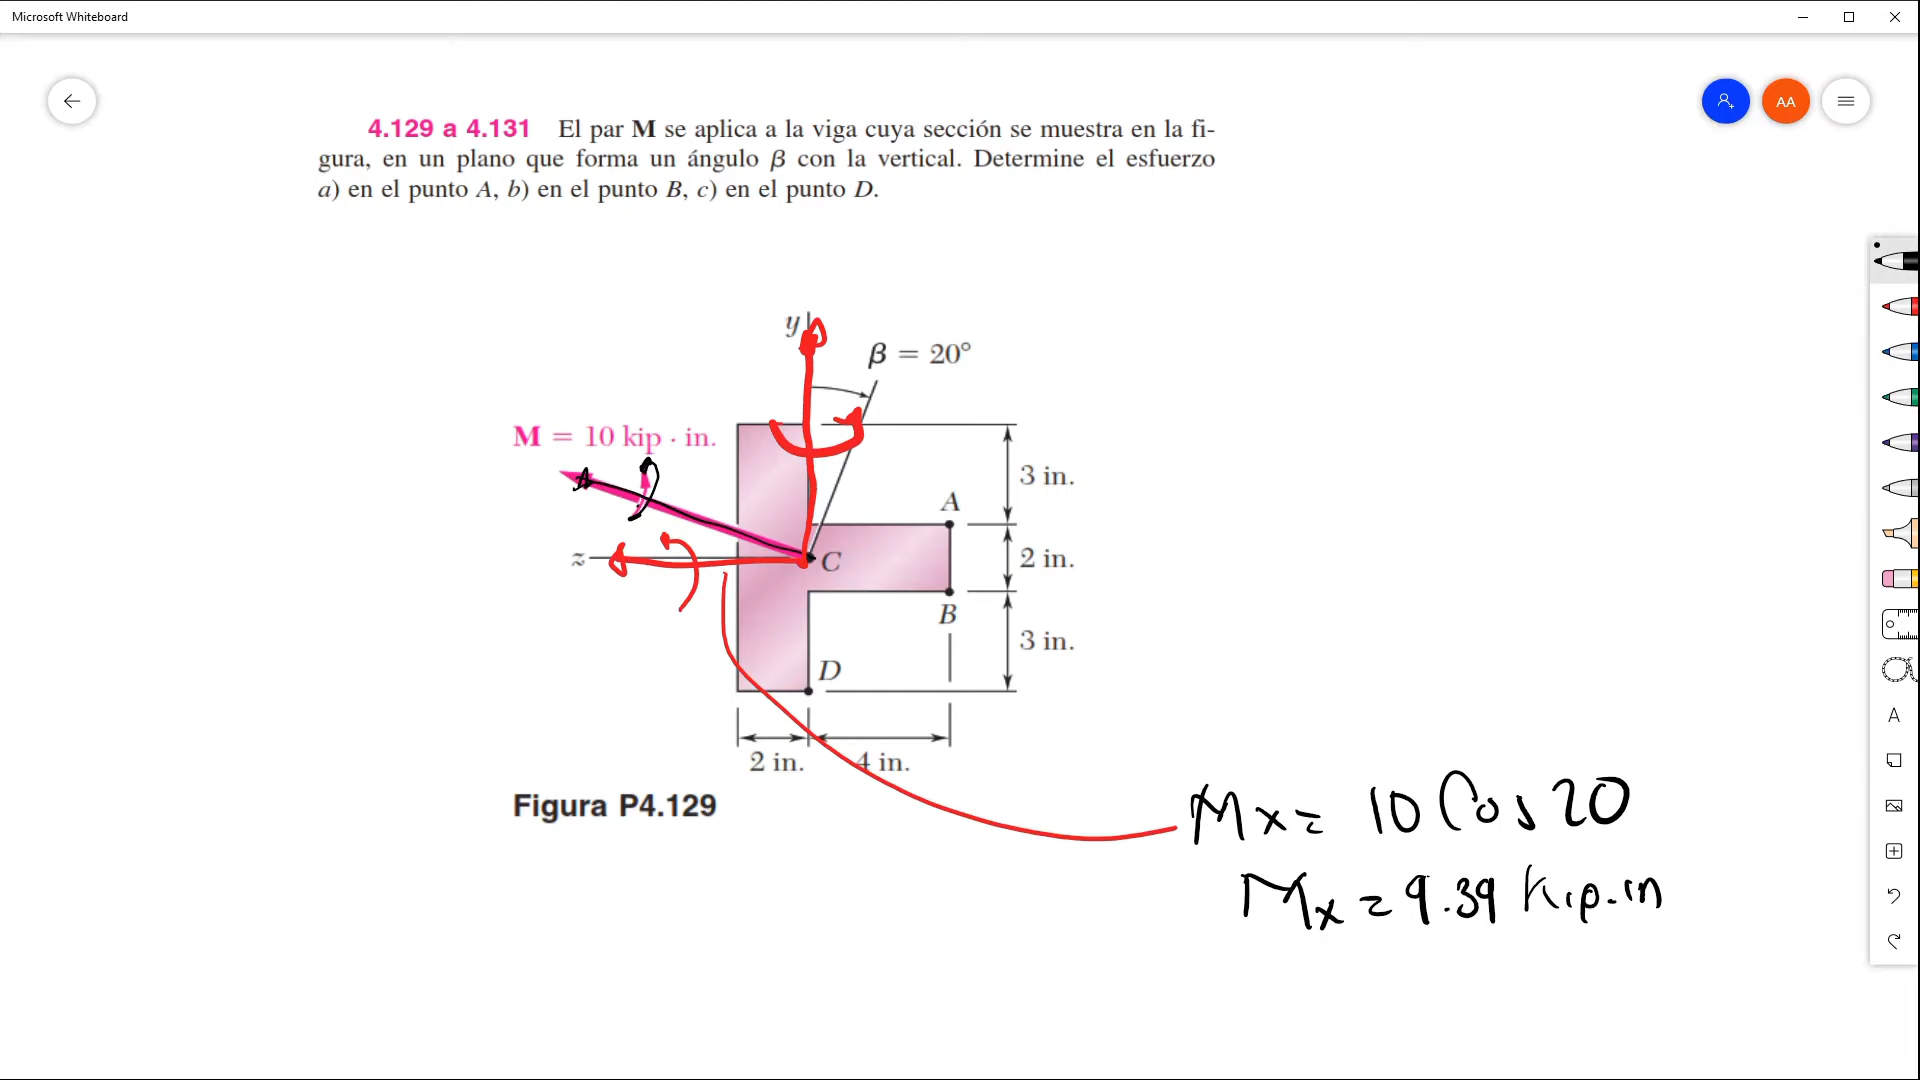 Microsoft Whiteboard
AA
4.129 a 4.131 El par M se aplica a la viga cuya sección se muestra en la fi-
gura, en un plano que forma un ángulo β con la vertical. Determine el esfuerzo
a) en el punto A, b) en el punto B, c) en el punto D.
y
β = 20°
M = 10 kip · in.
3 in.
A
z
C
2 in.
B
3 in.
D
2 in.
4 in.
Figura P4.129
Mx = 10 Cos 20
Mx = 9.39 Kip.in
A